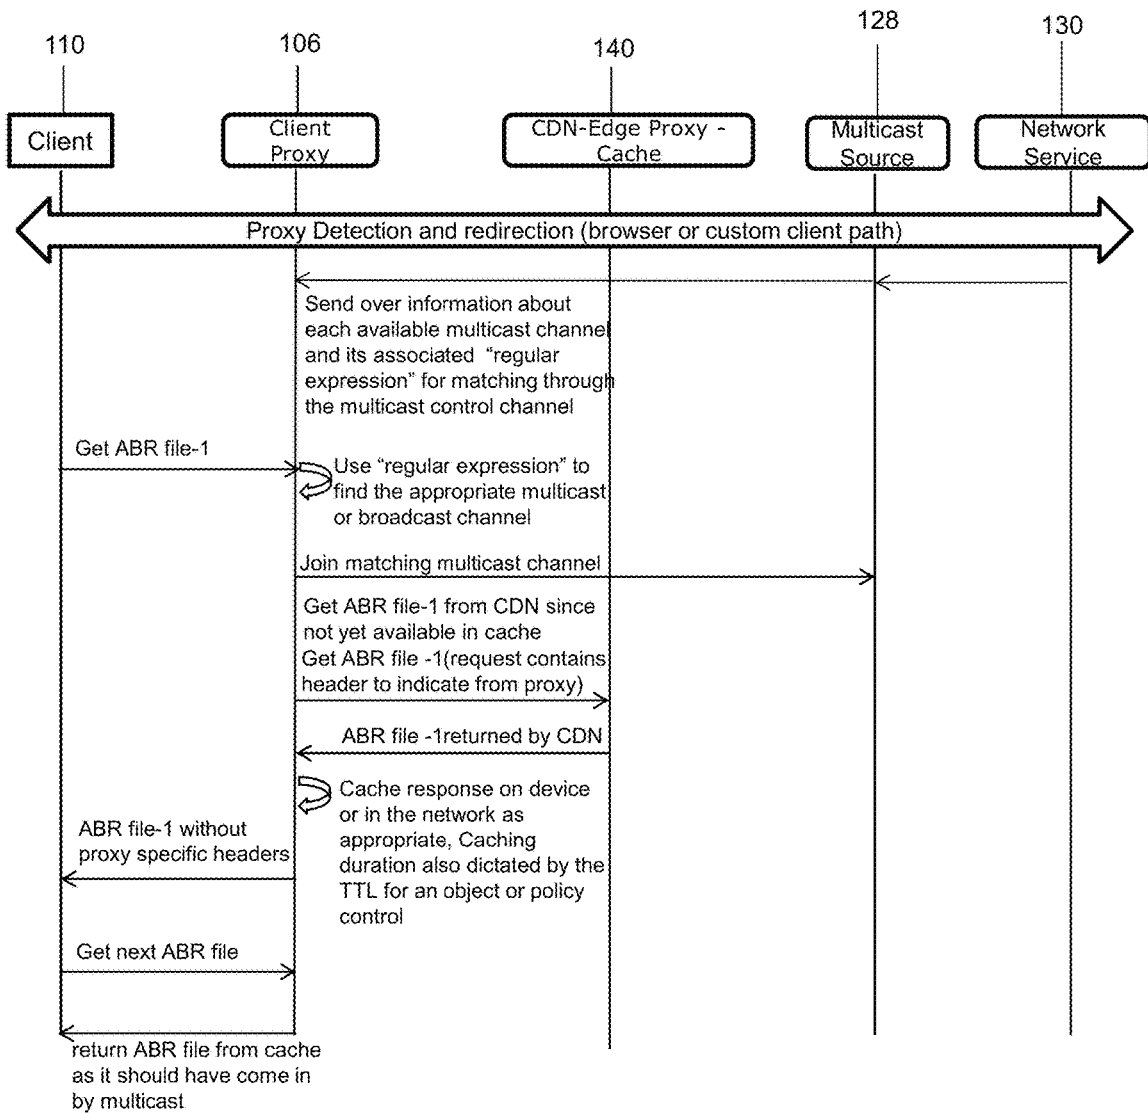 110
106
140
128
130
Client
Client
Proxy
CDN-Edge Proxy -
Cache
Multicast
Source
Network
Service
Proxy Detection and redirection (browser or custom client path)
Send over information about
each available multicast channel
and its associated “regular
expression” for matching through
the multicast control channel
Get ABR file-1
Use “regular expression” to
find the appropriate multicast
or broadcast channel
Join matching multicast channel
Get ABR file-1 from CDN since
not yet available in cache
Get ABR file -1(request contains
header to indicate from proxy)
ABR file -1returned by CDN
Cache response on device
or in the network as
appropriate, Caching
duration also dictated by the
TTL for an object or policy
control
ABR file-1 without
proxy specific headers
Get next ABR file
return ABR file from cache
as it should have come in
by multicast